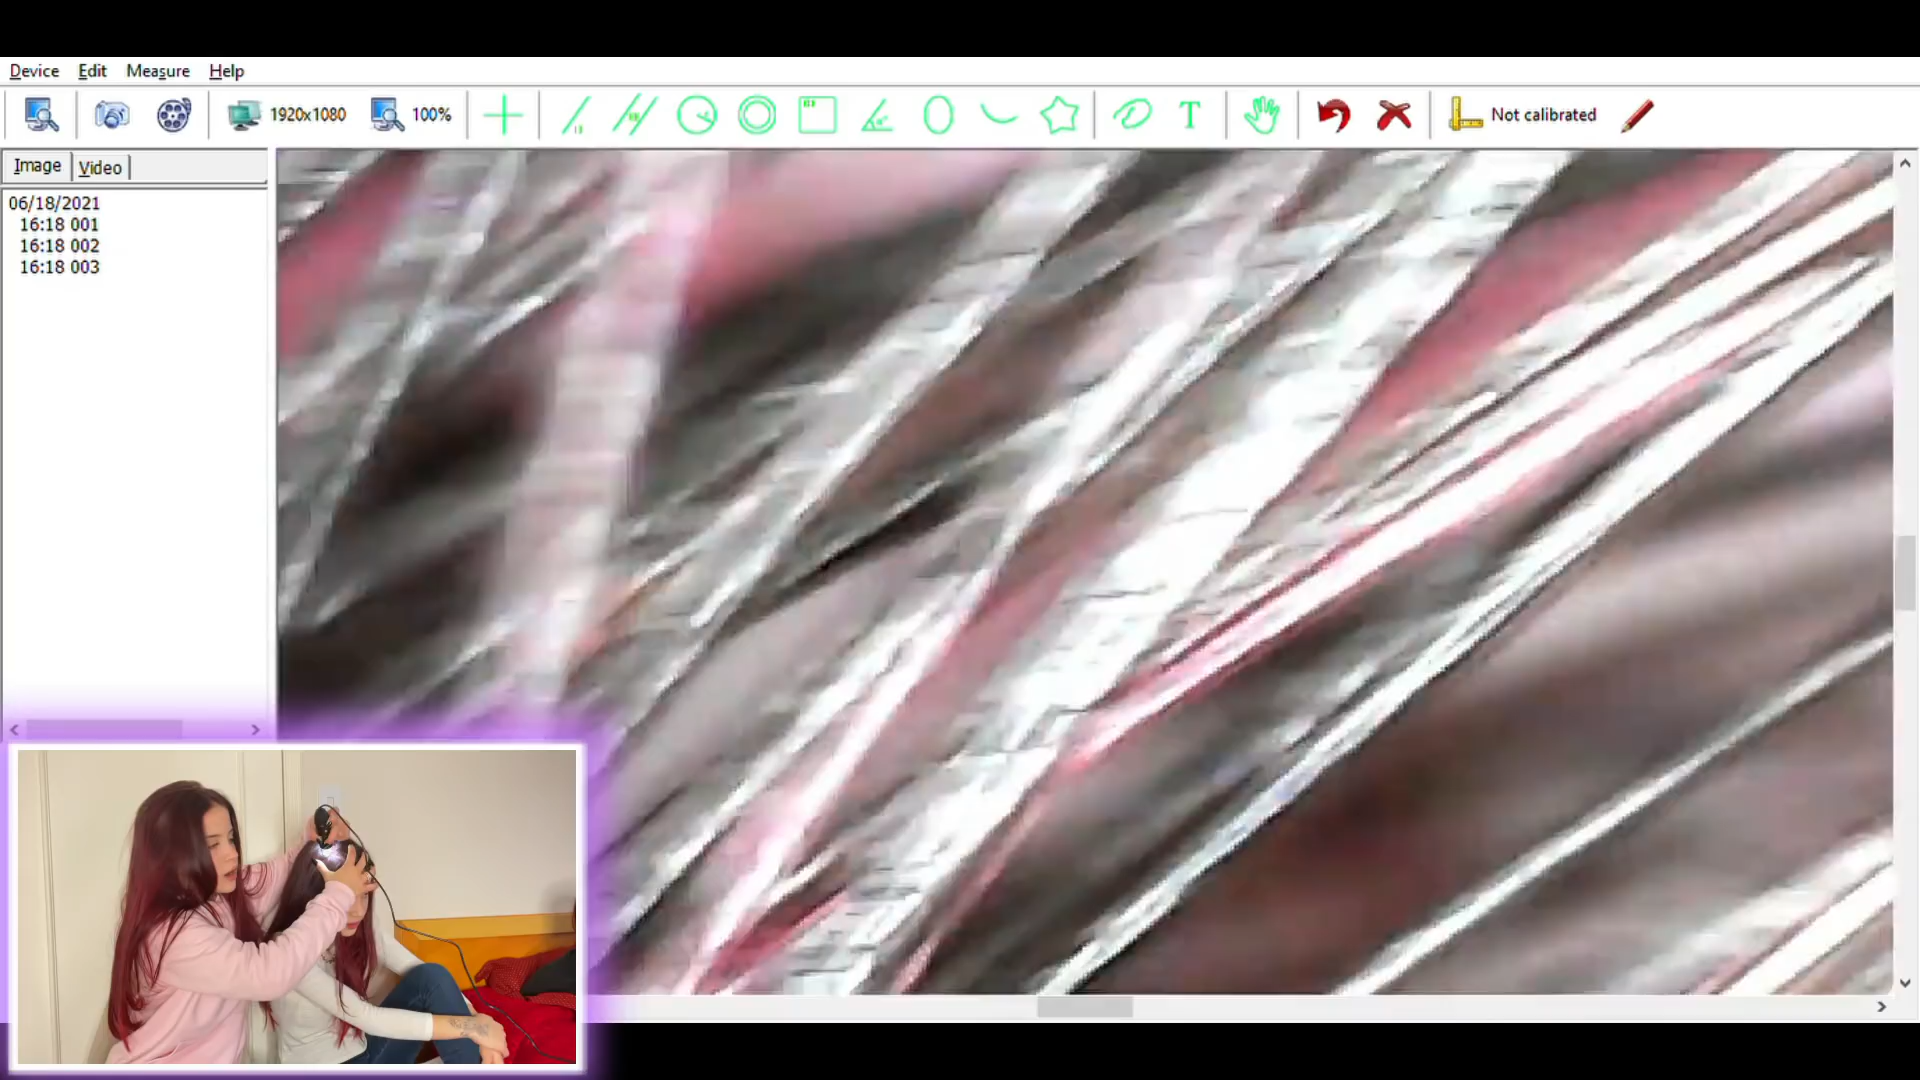 Device Edit Measure Help
1920x1080 100% T Not calibrated
Image Video
06/18/2021
16:18 001
16:18 002
16:18 003